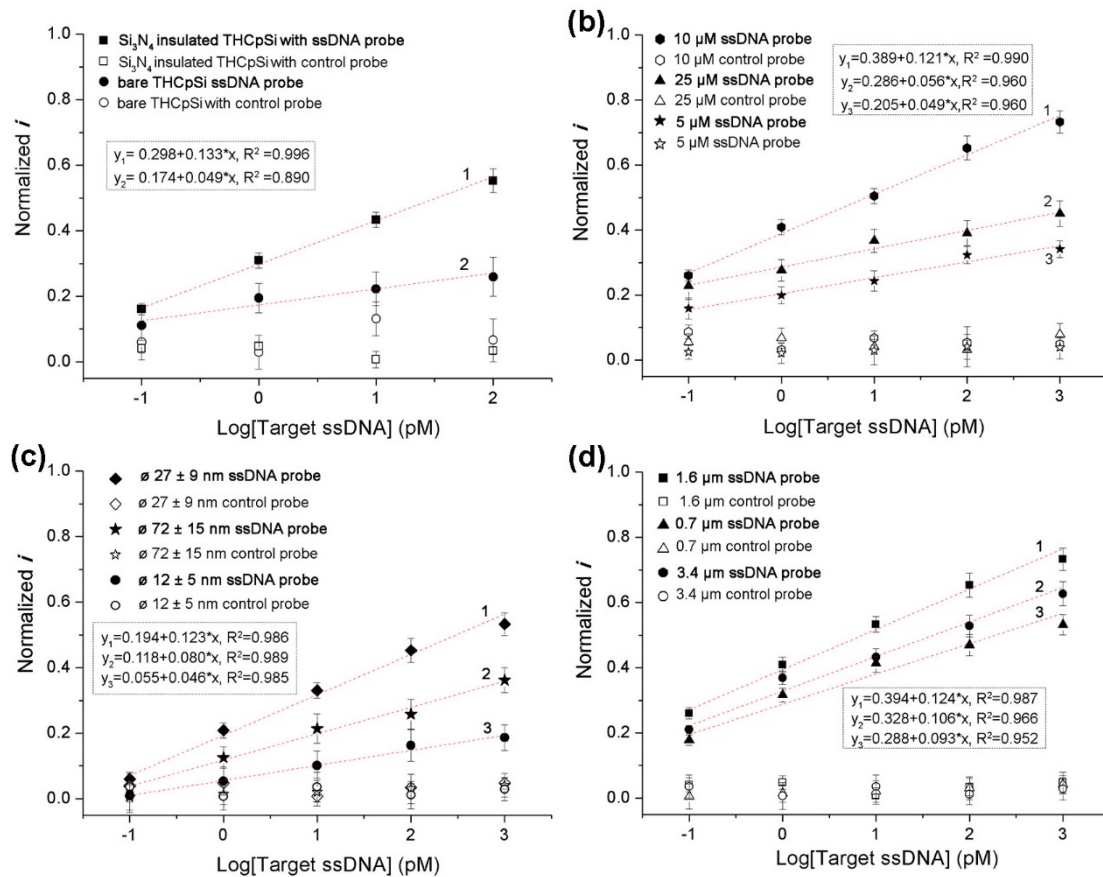 Si₃N₄ insulated THCpSi with ssDNA probe
Si₃N₄ insulated THCpSi with control probe
bare THCpSi ssDNA probe
bare THCpSi with control probe
y₁= 0.298+0.133*x, R² =0.996
y₂= 0.174+0.049*x, R² =0.890
1
2
Normalized i
0.0
0.2
0.4
0.6
0.8
1.0
-1
0
1
2
Log[Target ssDNA] (pM)
(b)
10 µM ssDNA probe
10 µM control probe
25 µM ssDNA probe
25 µM control probe
5 µM ssDNA probe
5 µM ssDNA probe
y₁=0.389+0.121*x, R² =0.990
y₂=0.286+0.056*x, R² =0.960
y₃=0.205+0.049*x, R² =0.960
1
2
3
Normalized i
0.0
0.2
0.4
0.6
0.8
1.0
-1
0
1
2
3
Log[Target ssDNA] (pM)
(c)
ø 27 ± 9 nm ssDNA probe
ø 27 ± 9 nm control probe
ø 72 ± 15 nm ssDNA probe
ø 72 ± 15 nm control probe
ø 12 ± 5 nm ssDNA probe
ø 12 ± 5 nm control probe
y₁=0.194+0.123*x, R²=0.986
y₂=0.118+0.080*x, R²=0.989
y₃=0.055+0.046*x, R²=0.985
1
2
3
Normalized i
0.0
0.2
0.4
0.6
0.8
1.0
-1
0
1
2
3
Log[Target ssDNA] (pM)
(d)
1.6 µm ssDNA probe
1.6 µm control probe
0.7 µm ssDNA probe
0.7 µm control probe
3.4 µm ssDNA probe
3.4 µm control probe
y₁=0.394+0.124*x, R²=0.987
y₂=0.328+0.106*x, R²=0.966
y₃=0.288+0.093*x, R²=0.952
1
2
3
Normalized i
0.0
0.2
0.4
0.6
0.8
1.0
-1
0
1
2
3
Log[Target ssDNA] (pM)